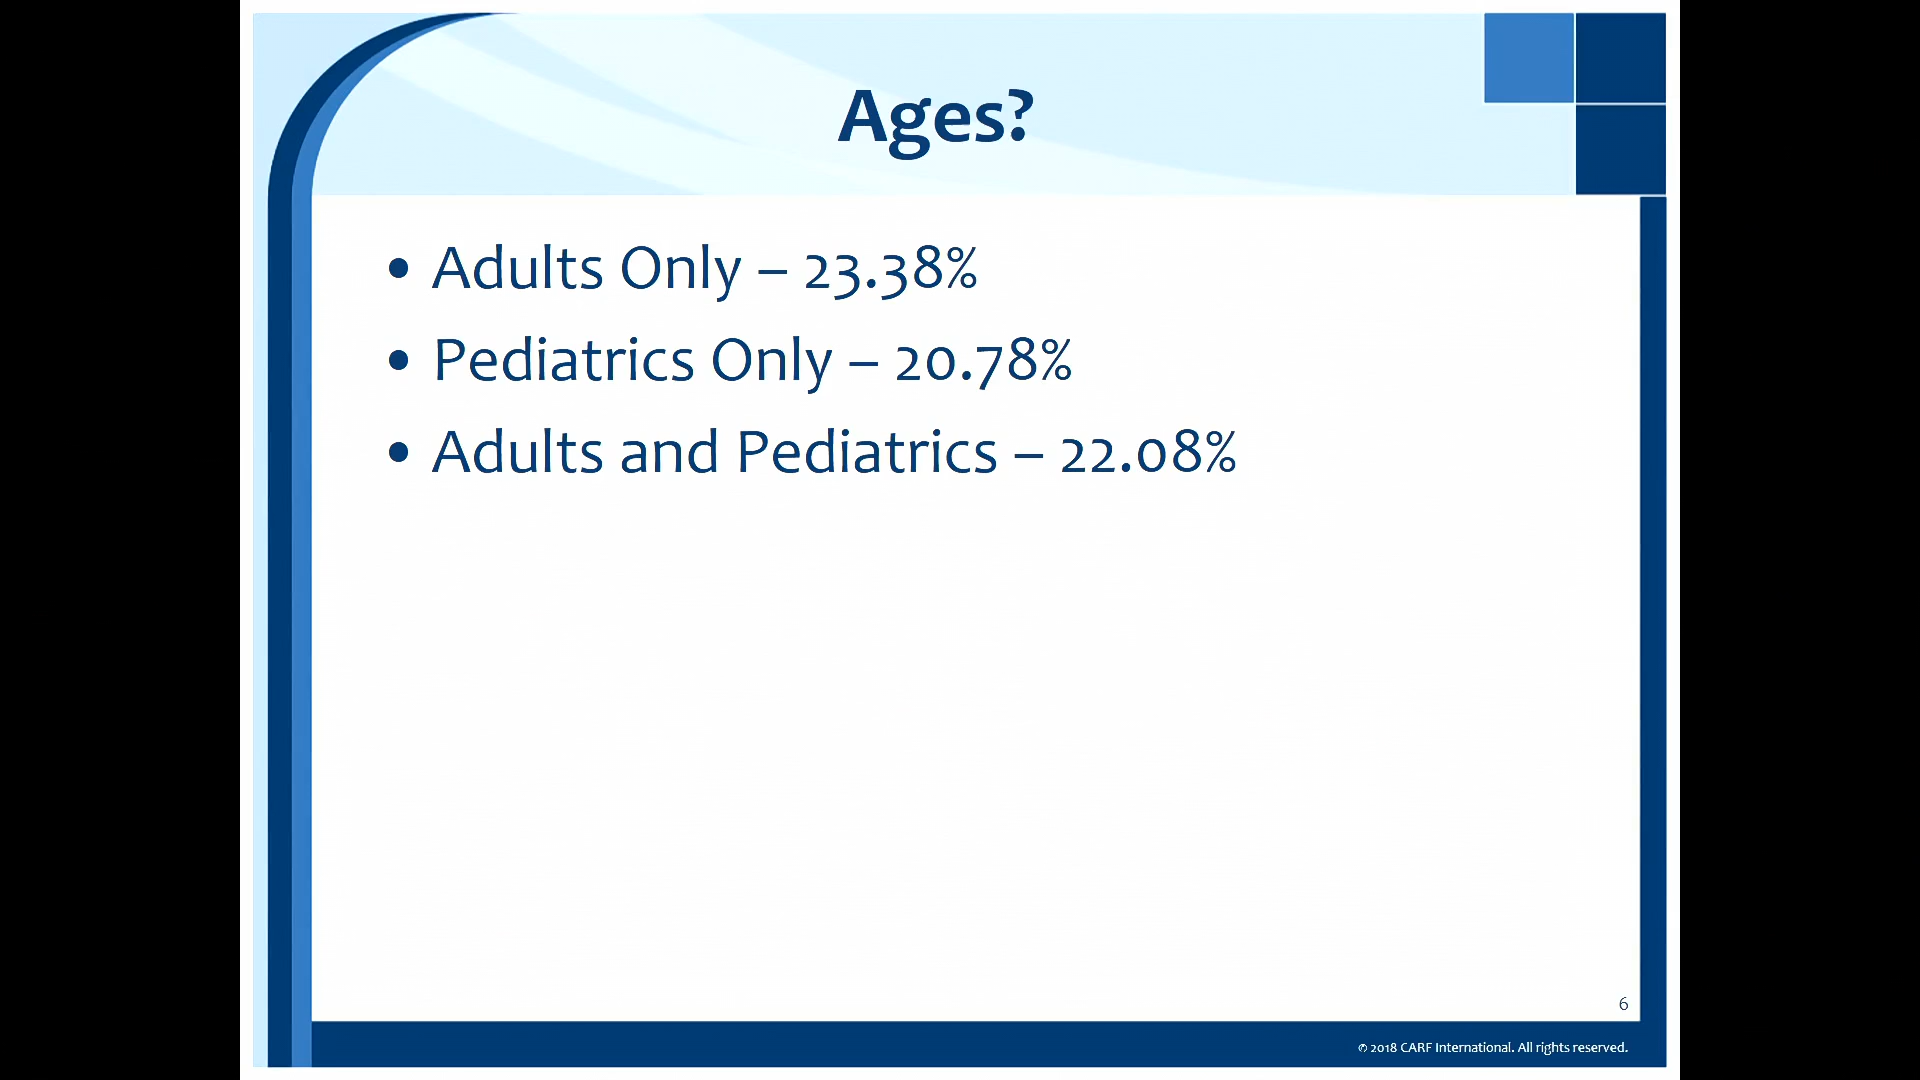 Ages?
• Adults Only – 23.38%
• Pediatrics Only – 20.78%
• Adults and Pediatrics – 22.08%
6
© 2018 CARF International. All rights reserved.